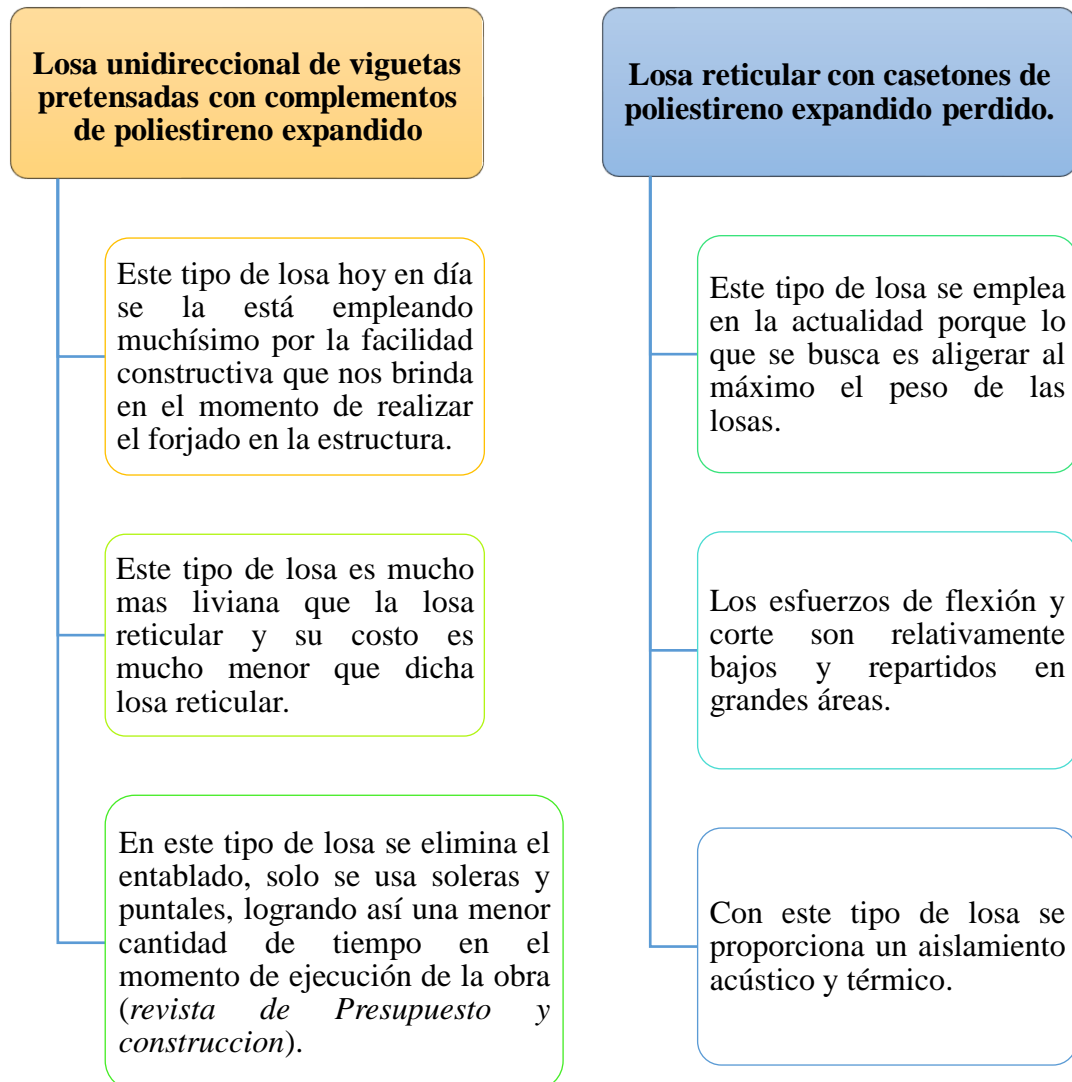 Losa unidireccional de viguetas
pretensadas con complementos
de poliestireno expandido
Este tipo de losa hoy en día
se la está empleando
muchísimo por la facilidad
constructiva que nos brinda
en el momento de realizar
el forjado en la estructura.
Este tipo de losa es mucho
mas liviana que la losa
reticular y su costo es
mucho menor que dicha
losa reticular.
En este tipo de losa se elimina el
entablado, solo se usa soleras y
puntales, logrando así una menor
cantidad de tiempo en el
momento de ejecución de la obra
(revista de Presupuesto y
construccion).
Losa reticular con casetones de
poliestireno expandido perdido.
Este tipo de losa se emplea
en la actualidad porque lo
que se busca es aligerar al
máximo el peso de las
losas.
Los esfuerzos de flexión y
corte son relativamente
bajos y repartidos en
grandes áreas.
Con este tipo de losa se
proporciona un aislamiento
acústico y térmico.